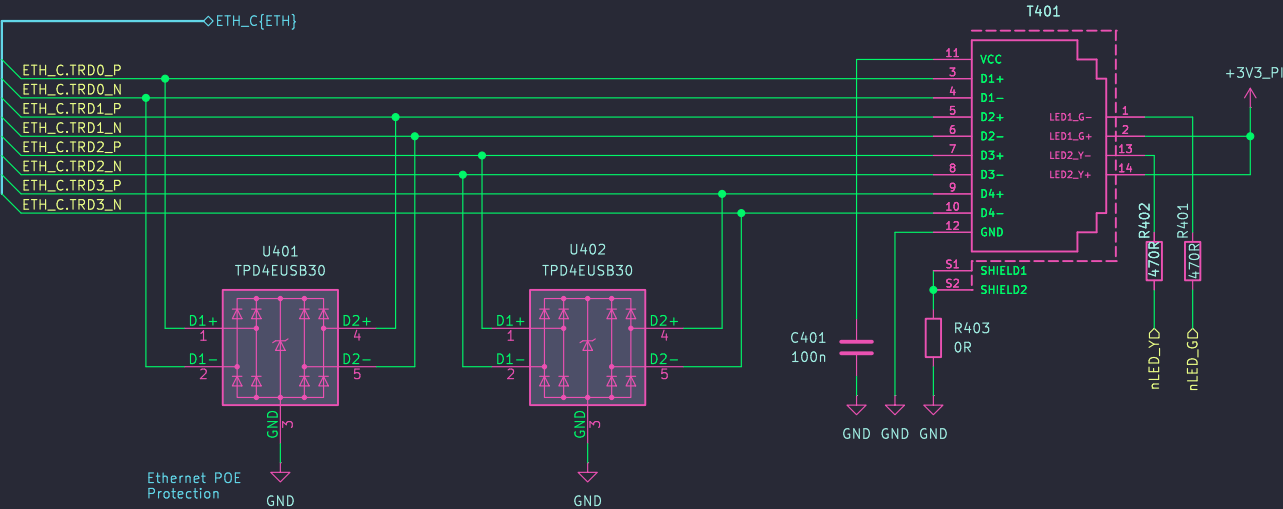 T401
ETH_C{ETH}
+3V3_PI
ETH_C.TRD0_P
ETH_C.TRD0_N
ETH_C.TRD1_P
ETH_C.TRD1_N
ETH_C.TRD2_P
ETH_C.TRD2_N
ETH_C.TRD3_P
ETH_C.TRD3_N
11 VCC
3 D1+
4 D1-
5 D2+
6 D2-
7 D3+
8 D3-
9 D4+
10 D4-
12 GND
S1 SHIELD1
S2 SHIELD2
LED1_G- 1
LED1_G+ 2
LED2_Y- 13
LED2_Y+ 14
R402
470R
R401
470R
nLED_YD
nLED_GD
U401
TPD4EUSB30
D1+
1
D1-
2
D2+
4
D2-
5
GND
3
GND
U402
TPD4EUSB30
D1+
1
D1-
2
D2+
4
D2-
5
GND
3
GND
C401
100n
R403
0R
GND GND GND
Ethernet POE
Protection